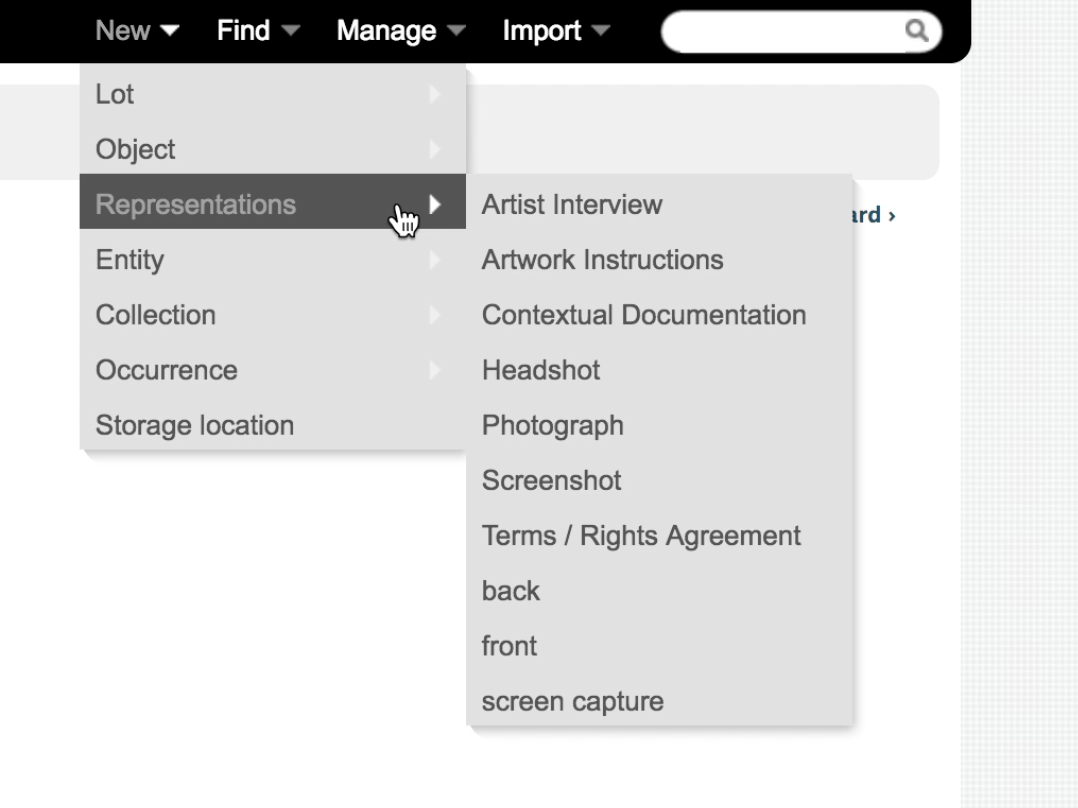 New Find Manage Import
Lot
Object
Representations
Entity
Collection
Occurrence
Storage location
Artist Interview
Artwork Instructions
Contextual Documentation
Headshot
Photograph
Screenshot
Terms / Rights Agreement
back
front
screen capture
ard ›